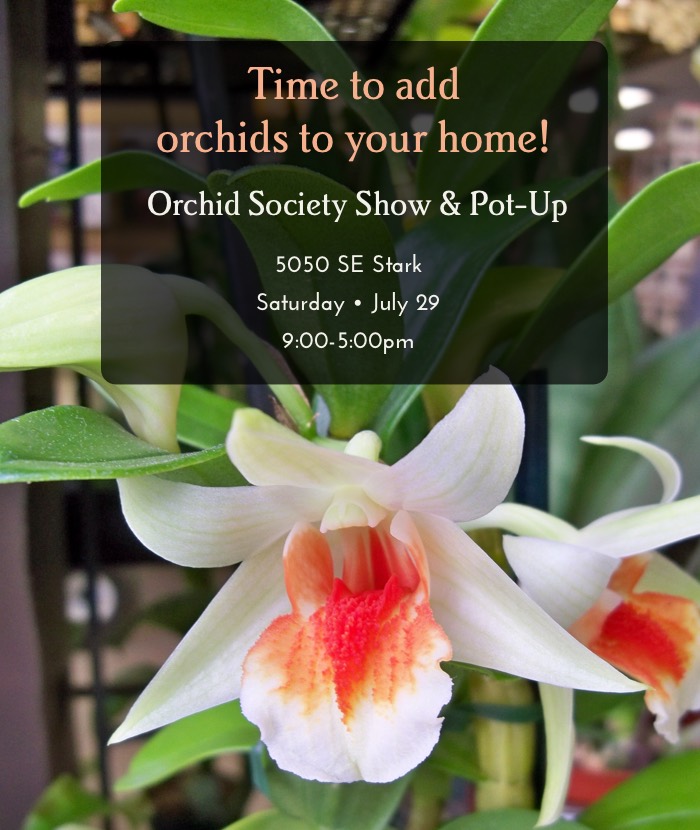 Time to add
orchids to your home!
Orchid Society Show & Pot-Up
5050 SE Stark
Saturday • July 29
9:00-5:00pm